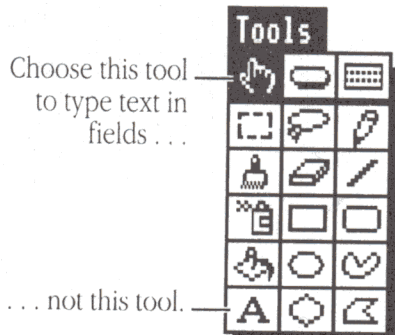 Tools
Choose this tool
to type text in
fields . . .
. . . not this tool.
A